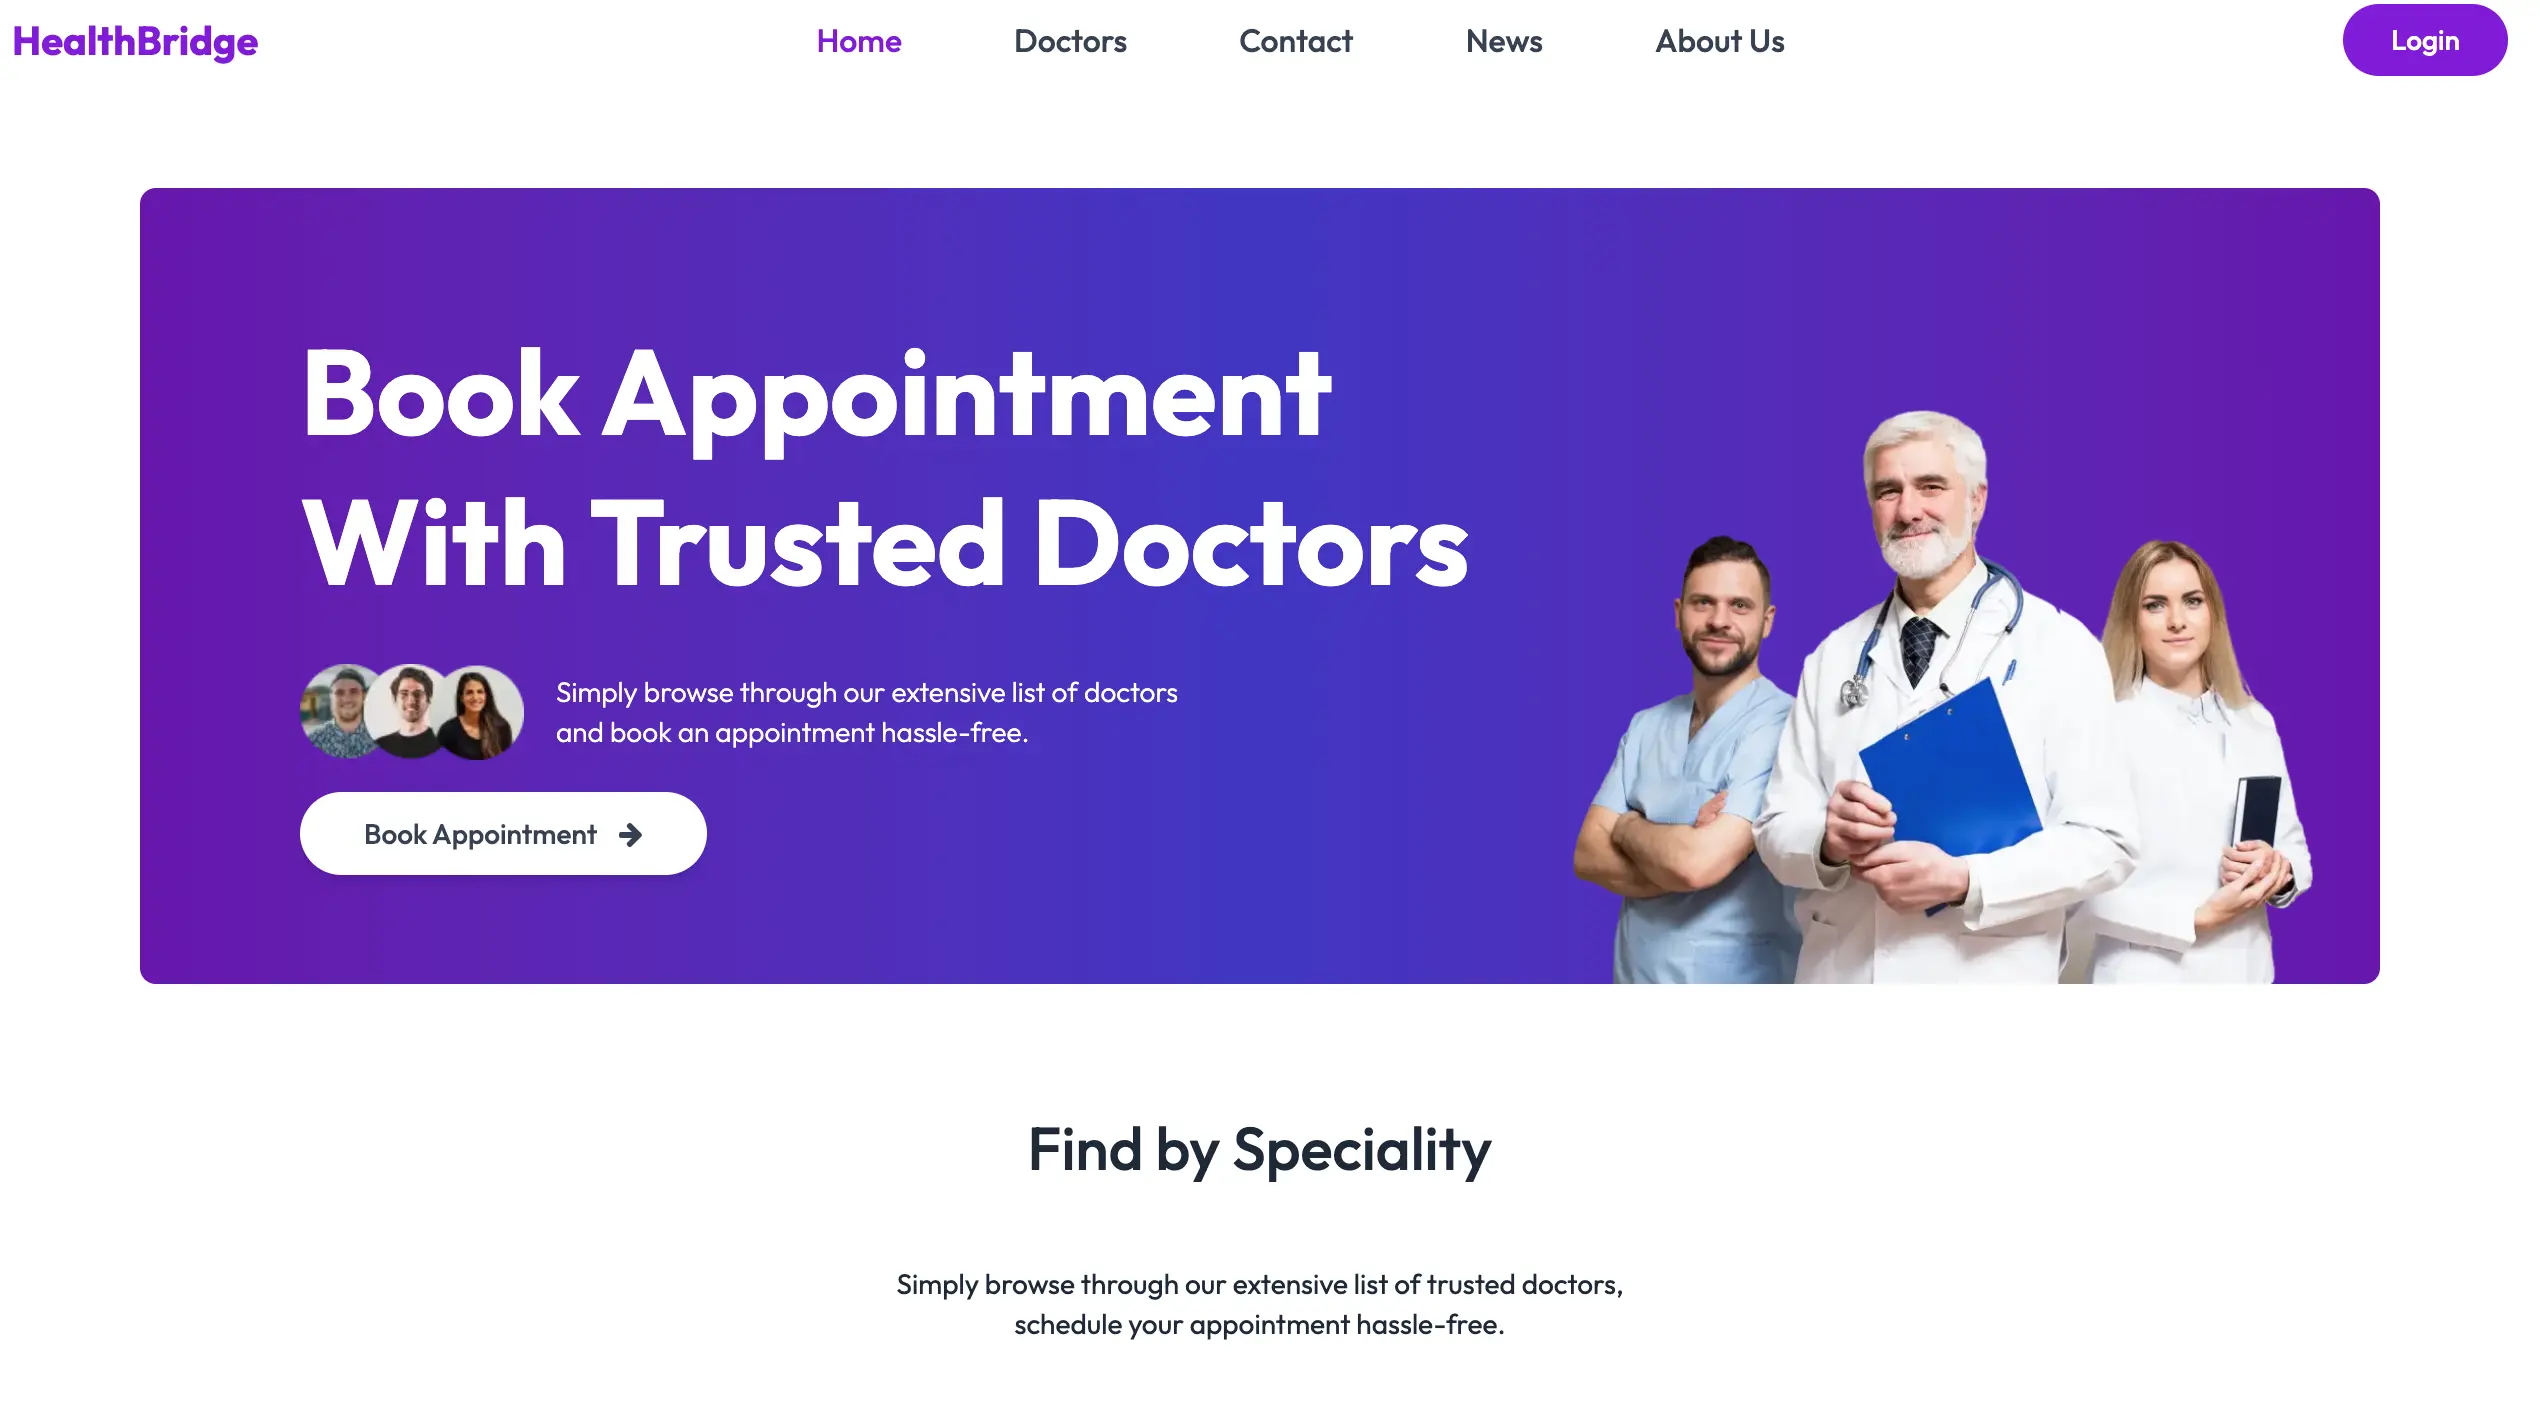 HealthBridge
Home
Doctors
Contact
News
About Us
Login
Book Appointment
With Trusted Doctors
Simply browse through our extensive list of doctors
and book an appointment hassle-free.
Book Appointment
Find by Speciality
Simply browse through our extensive list of trusted doctors,
schedule your appointment hassle-free.